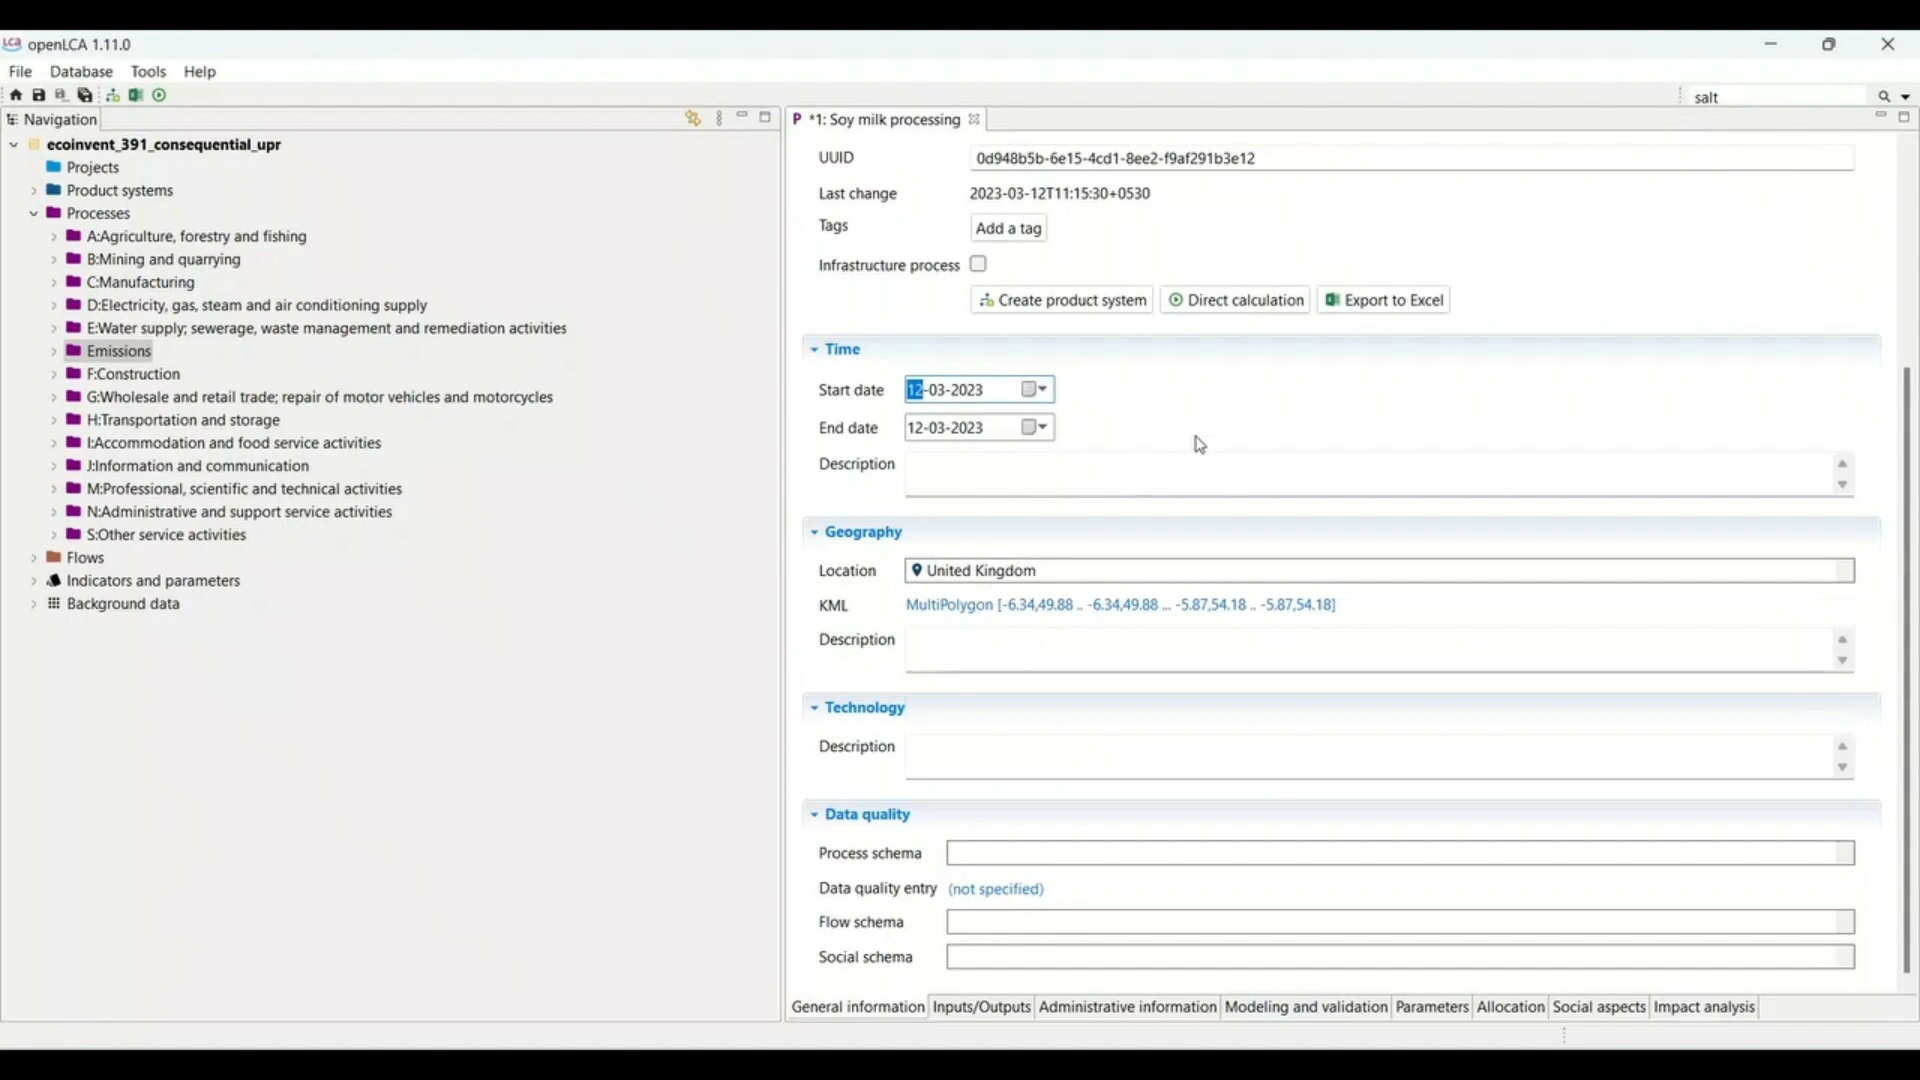 LCA openLCA 1.11.0
File Database Tools Help
salt
Navigation
P *1: Soy milk processing
ecoinvent_391_consequential_upr
Projects
Product systems
Processes
A:Agriculture, forestry and fishing
B:Mining and quarrying
C:Manufacturing
D:Electricity, gas, steam and air conditioning supply
E:Water supply; sewerage, waste management and remediation activities
Emissions
F:Construction
G:Wholesale and retail trade; repair of motor vehicles and motorcycles
H:Transportation and storage
I:Accommodation and food service activities
J:Information and communication
M:Professional, scientific and technical activities
N:Administrative and support service activities
S:Other service activities
Flows
Indicators and parameters
Background data
UUID 0d948b5b-6e15-4cd1-8ee2-f9af291b3e12
Last change 2023-03-12T11:15:30+0530
Tags Add a tag
Infrastructure process
Create product system Direct calculation Export to Excel
Time
Start date 12-03-2023
End date 12-03-2023
Description
Geography
Location United Kingdom
KML MultiPolygon [-6.34,49.88 .. -6.34,49.88 ... -5.87,54.18 .. -5.87,54.18]
Description
Technology
Description
Data quality
Process schema
Data quality entry (not specified)
Flow schema
Social schema
General information Inputs/Outputs Administrative information Modeling and validation Parameters Allocation Social aspects Impact analysis